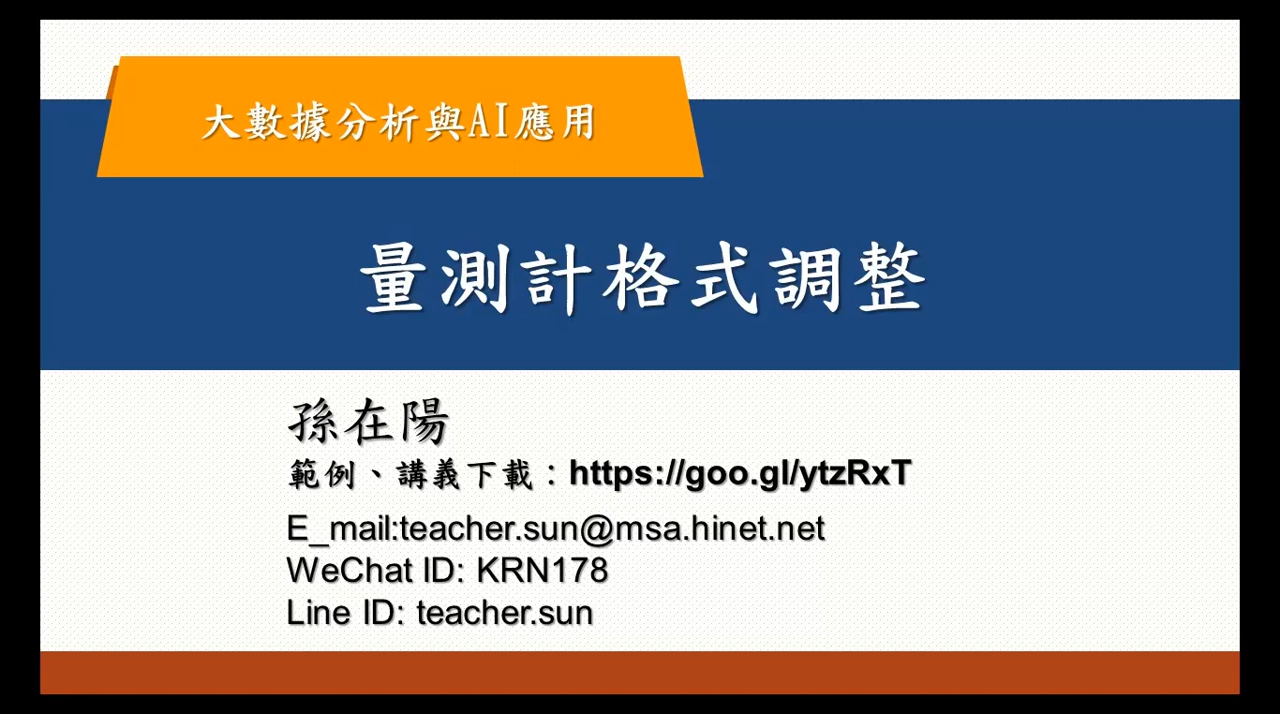 大數據分析與AI應用
量測計格式調整
孫在陽
範例、講義下載：https://goo.gl/ytzRxT
E_mail:teacher.sun@msa.hinet.net
WeChat ID: KRN178
Line ID: teacher.sun